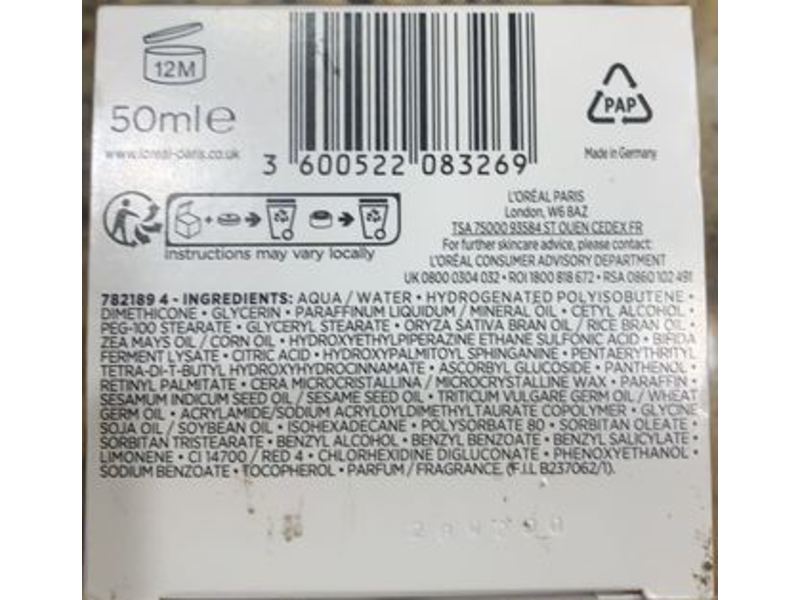 12M
50ml e
www.loreal-paris.co.uk
3 600522 083269
PAP
Made in Germany
Instructions may vary locally
L'ORÉAL PARIS
London, W6 8AZ
TSA 75000 93584 ST OUEN CEDEX FR
For further skincare advice, please contact:
L'ORÉAL CONSUMER ADVISORY DEPARTMENT
UK 0800 0304 032 • ROI 1800 818 672 • RSA 0860 102 491
782189 4 - INGREDIENTS: AQUA / WATER • HYDROGENATED POLYISOBUTENE •
DIMETHICONE • GLYCERIN • PARAFFINUM LIQUIDUM / MINERAL OIL • CETYL ALCOHOL •
PEG-100 STEARATE • GLYCERYL STEARATE • ORYZA SATIVA BRAN OIL / RICE BRAN OIL •
ZEA MAYS OIL / CORN OIL • HYDROXYETHYLPIPERAZINE ETHANE SULFONIC ACID • BIFIDA
FERMENT LYSATE • CITRIC ACID • HYDROXYPALMITOYL SPHINGANINE • PENTAERYTHRITYL
TETRA-DI-T-BUTYL HYDROXYHYDROCINNAMATE • ASCORBYL GLUCOSIDE • PANTHENOL •
RETINYL PALMITATE • CERA MICROCRISTALLINA / MICROCRYSTALLINE WAX • PARAFFIN •
SESAMUM INDICUM SEED OIL / SESAME SEED OIL • TRITICUM VULGARE GERM OIL / WHEAT
GERM OIL • ACRYLAMIDE/SODIUM ACRYLOYLDIMETHYLTAURATE COPOLYMER • GLYCINE
SOJA OIL / SOYBEAN OIL • ISOHEXADECANE • POLYSORBATE 80 • SORBITAN OLEATE •
SORBITAN TRISTEARATE • BENZYL ALCOHOL • BENZYL BENZOATE • BENZYL SALICYLATE •
LIMONENE • CI 14700 / RED 4 • CHLORHEXIDINE DIGLUCONATE • PHENOXYETHANOL •
SODIUM BENZOATE • TOCOPHEROL • PARFUM / FRAGRANCE. (F.I.L B237062/1).